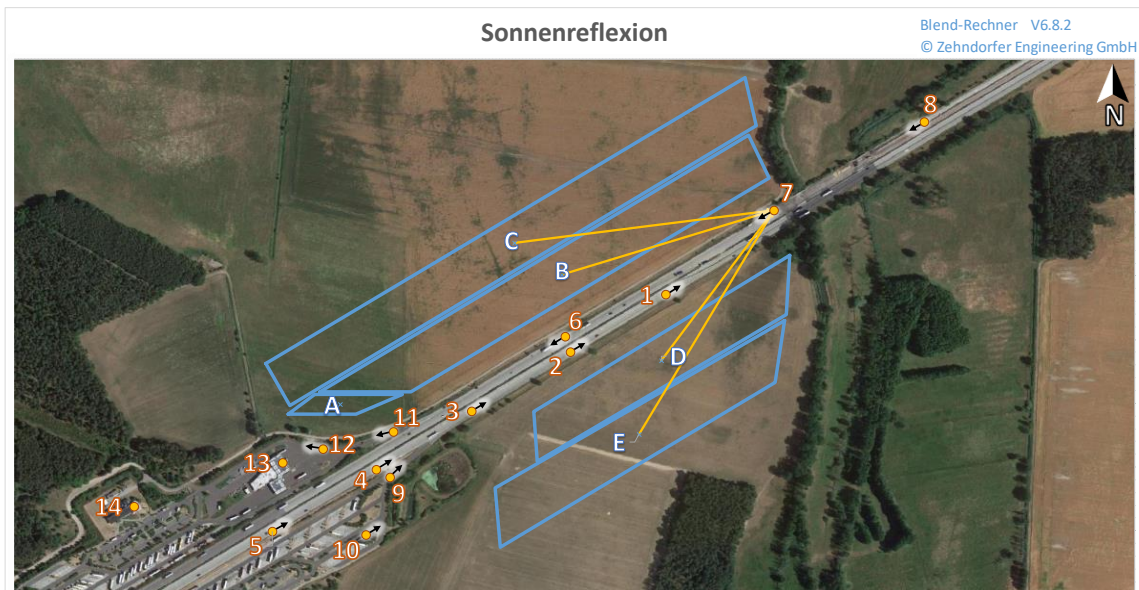 Sonnenreflexion
Blend-Rechner V6.8.2
© Zehndorfer Engineering GmbH
N
8
7
C
B
1
6
2
D
A
3
11
E
12
13
4
9
14
5
10